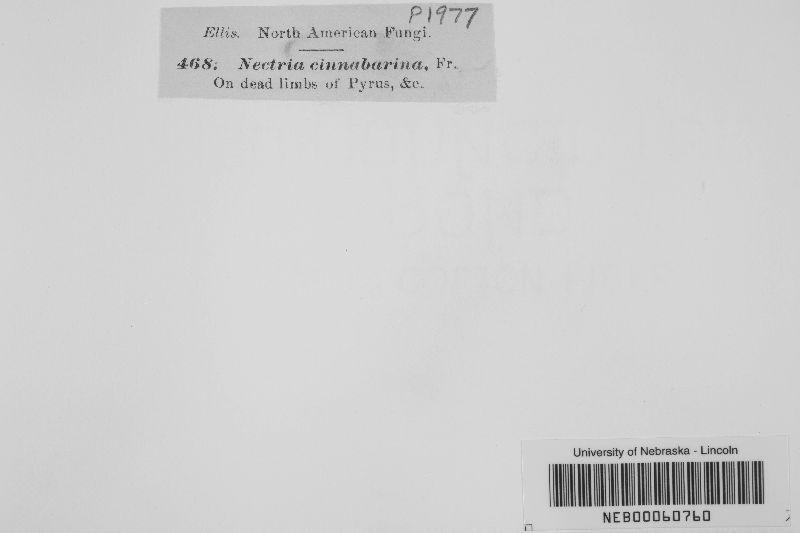 P1977
Ellis. North American Fungi.
468. Nectria cinnabarina, Fr.
On dead limbs of Pyrus, &c.
University of Nebraska - Lincoln
NEB00060760